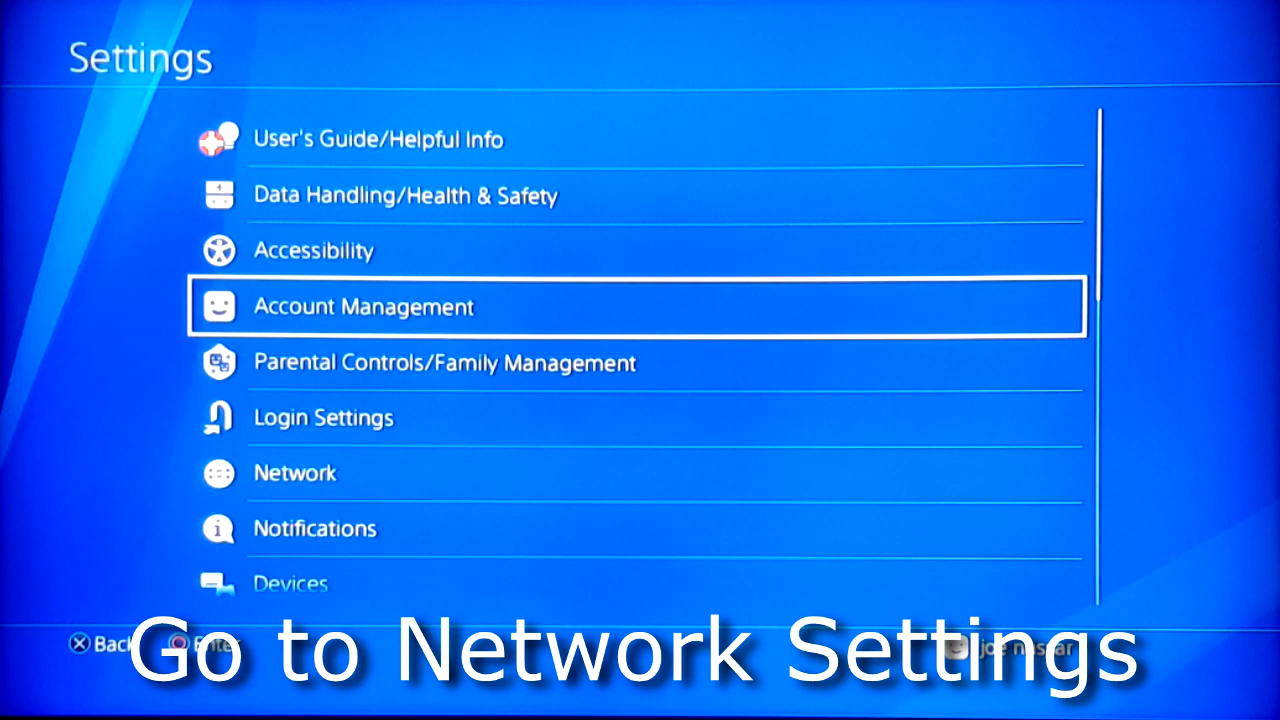 Settings
User's Guide/Helpful Info
Data Handling/Health & Safety
Accessibility
Account Management
Parental Controls/Family Management
Login Settings
Network
Notifications
Devices
Back Enter
Go to Network Settings